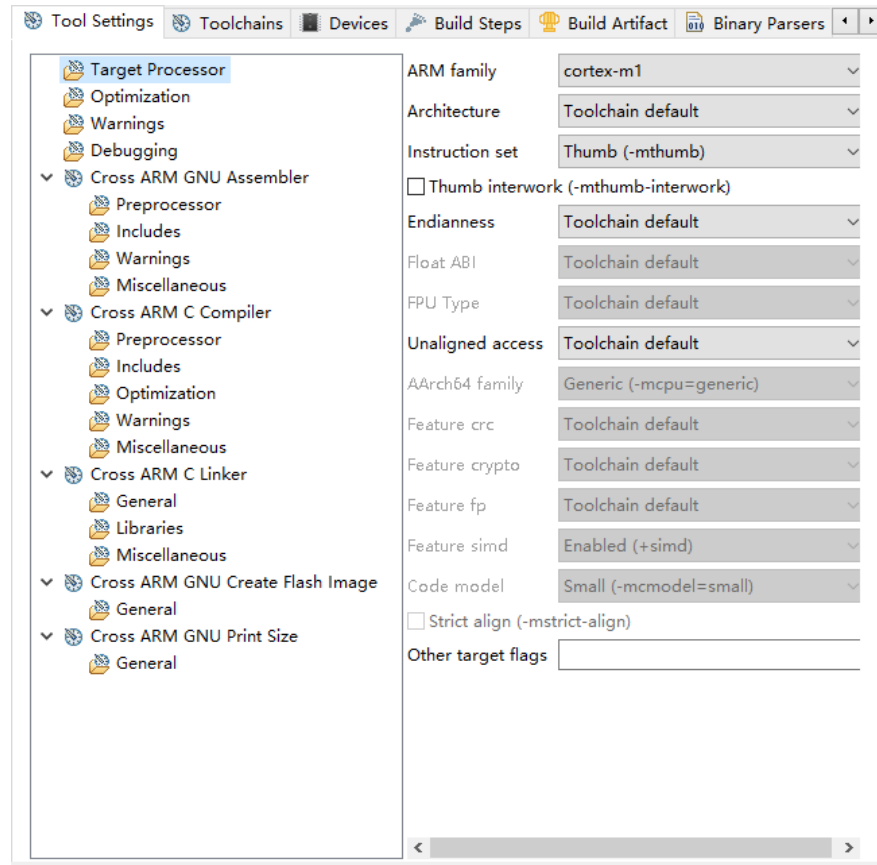 Tool Settings Toolchains Devices Build Steps Build Artifact Binary Parsers
Target Processor
Optimization
Warnings
Debugging
Cross ARM GNU Assembler
Preprocessor
Includes
Warnings
Miscellaneous
Cross ARM C Compiler
Preprocessor
Includes
Optimization
Warnings
Miscellaneous
Cross ARM C Linker
General
Libraries
Miscellaneous
Cross ARM GNU Create Flash Image
General
Cross ARM GNU Print Size
General
ARM family cortex-m1
Architecture Toolchain default
Instruction set Thumb (-mthumb)
Thumb interwork (-mthumb-interwork)
Endianness Toolchain default
Float ABI Toolchain default
FPU Type Toolchain default
Unaligned access Toolchain default
AArch64 family Generic (-mcpu=generic)
Feature crc Toolchain default
Feature crypto Toolchain default
Feature fp Toolchain default
Feature simd Enabled (+simd)
Code model Small (-mcmodel=small)
Strict align (-mstrict-align)
Other target flags